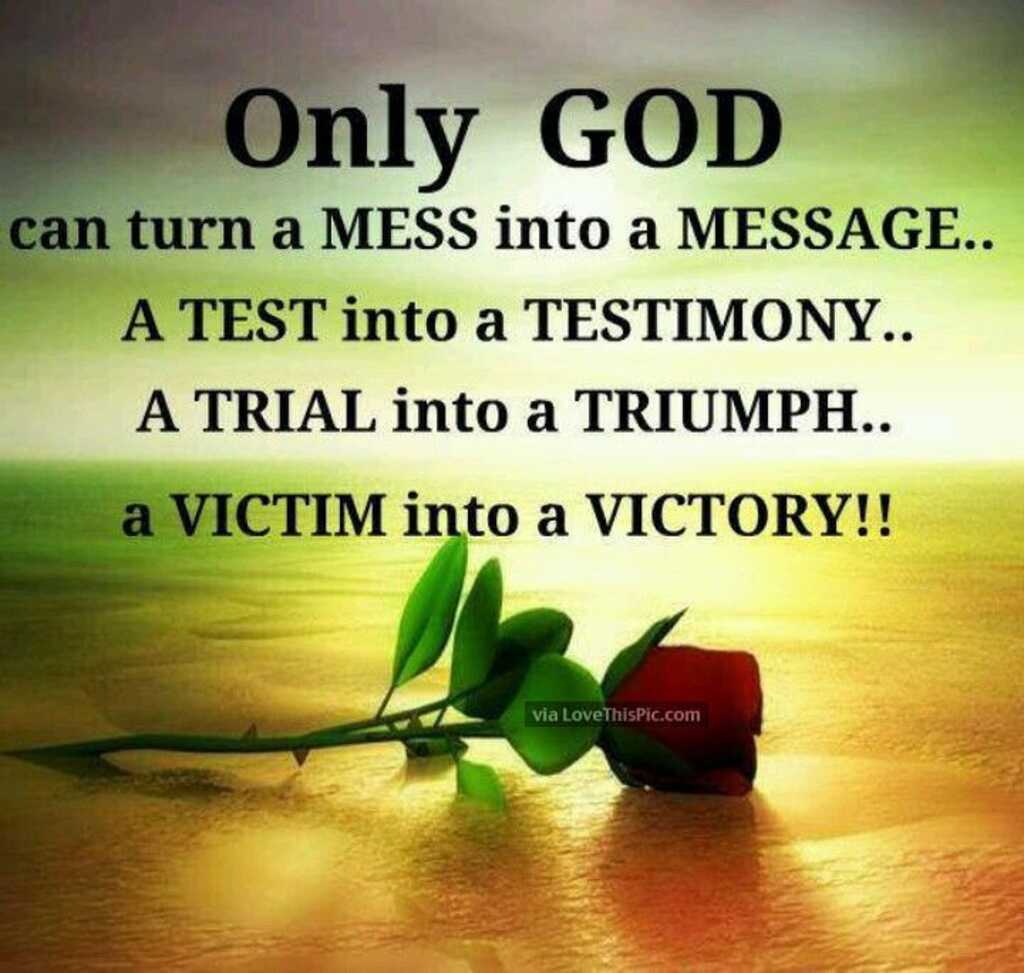 Only GOD
can turn a MESS into a MESSAGE..
A TEST into a TESTIMONY..
A TRIAL into a TRIUMPH..
a VICTIM into a VICTORY!!
via LoveThisPic.com